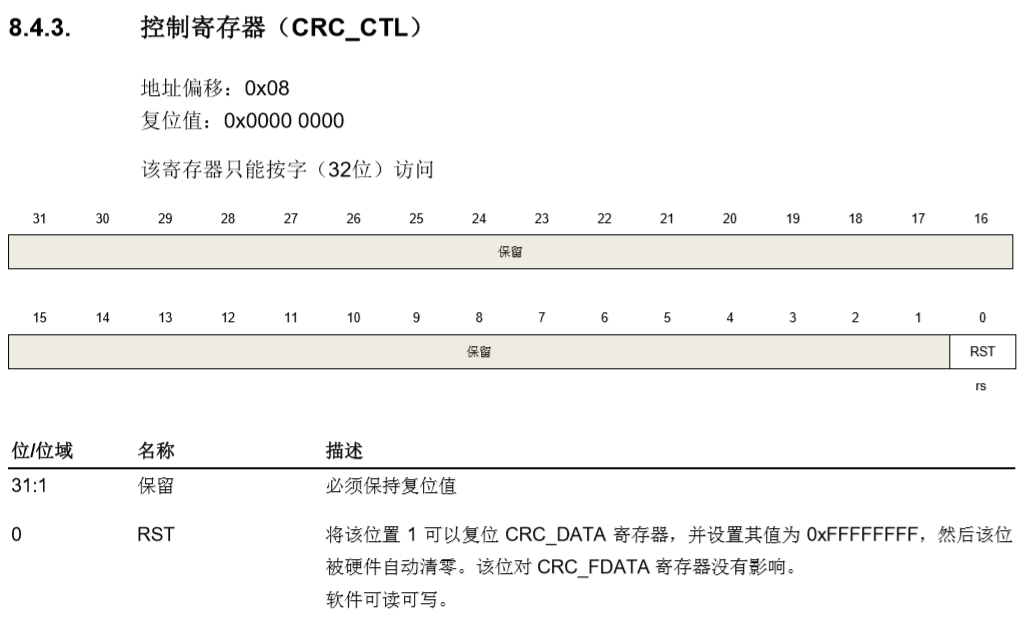 8.4.3. 控制寄存器（CRC_CTL）
地址偏移：0x08
复位值：0x0000 0000
该寄存器只能按字（32位）访问
31 30 29 28 27 26 25 24 23 22 21 20 19 18 17 16
保留
15 14 13 12 11 10 9 8 7 6 5 4 3 2 1 0
保留 RST
rs
位/位域 名称 描述
31:1 保留 必须保持复位值
0 RST 将该位置 1 可以复位 CRC_DATA 寄存器，并设置其值为 0xFFFFFFFF，然后该位
被硬件自动清零。该位对 CRC_FDATA 寄存器没有影响。
软件可读可写。